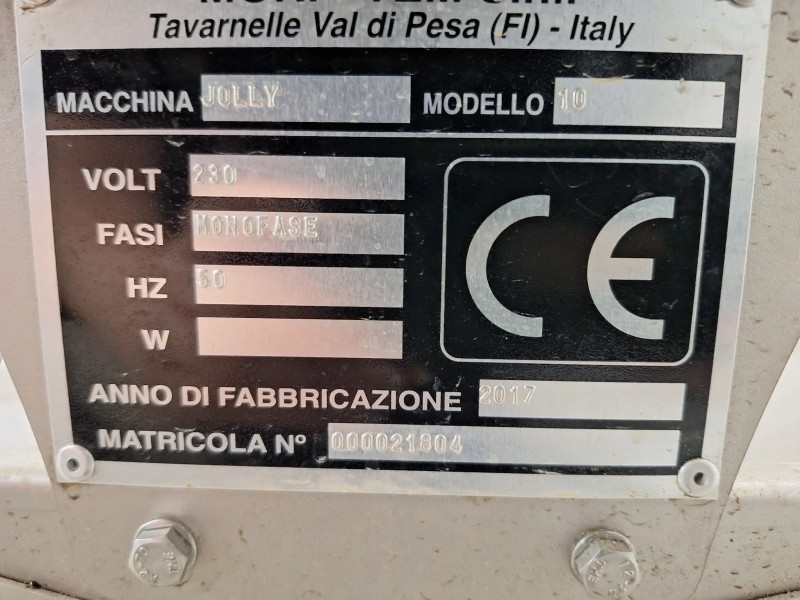 Tavarnelle Val di Pesa (FI) - Italy
MACCHINA JOLLY MODELLO 10
VOLT 230
FASI MONOFASE
HZ 50
W
CE
ANNO DI FABBRICAZIONE 2017
MATRICOLA N° 000021804